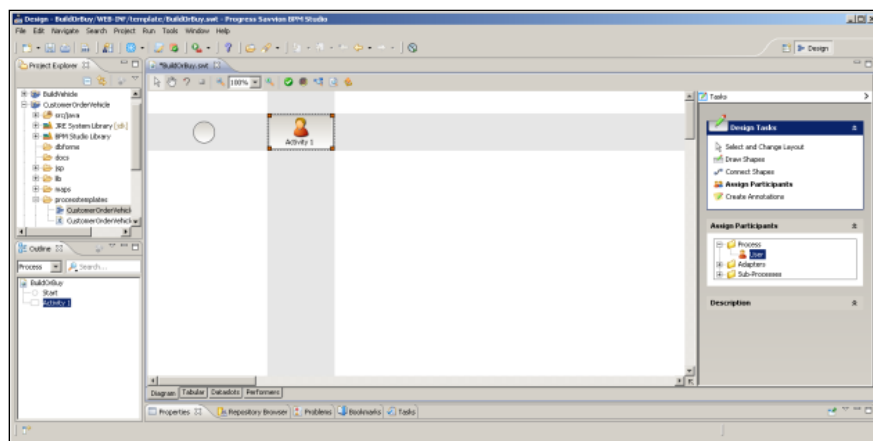 Design - BuildOrBuy/WEB-INF/template/BuildOrBuy.swt - Progress Savvion BPM Studio
File Edit Navigate Search Project Run Tools Window Help
Design
Project Explorer
*BuildOrBuy.swt
100%
BuildVehicle
CustomerOrderVehicle
src/java
JRE System Library [jdk]
BPM Studio Library
dbforms
docs
jsp
lib
maps
processtemplates
CustomerOrderVehicl
CustomerOrderVehicl
Activity 1
Tasks
Design Tasks
Select and Change Layout
Draw Shapes
Connect Shapes
Assign Participants
Create Annotations
Assign Participants
Process
User
Adapters
Sub-Processes
Description
Outline
Process
Search...
BuildOrBuy
Start
Activity 1
Diagram Tabular Dataslots Performers
Properties Repository Browser Problems Bookmarks Tasks